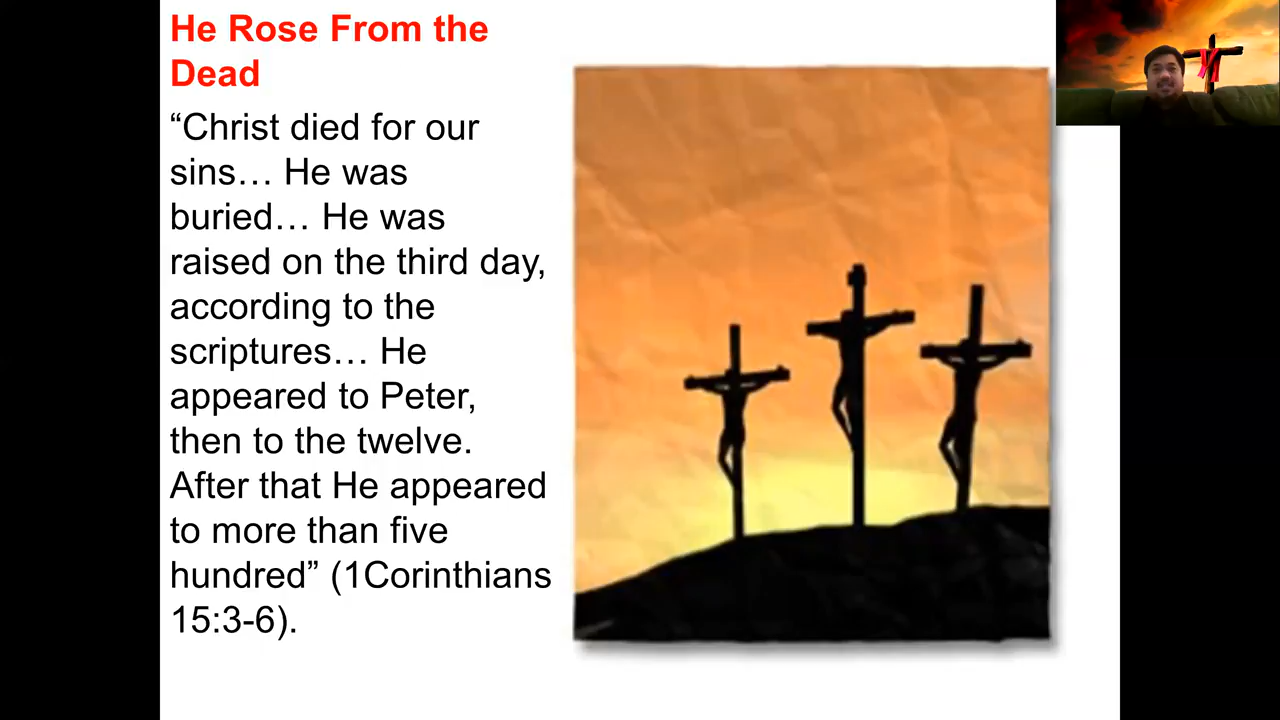 He Rose From the
Dead
“Christ died for our
sins… He was
buried… He was
raised on the third day,
according to the
scriptures… He
appeared to Peter,
then to the twelve.
After that He appeared
to more than five
hundred” (1Corinthians
15:3-6).